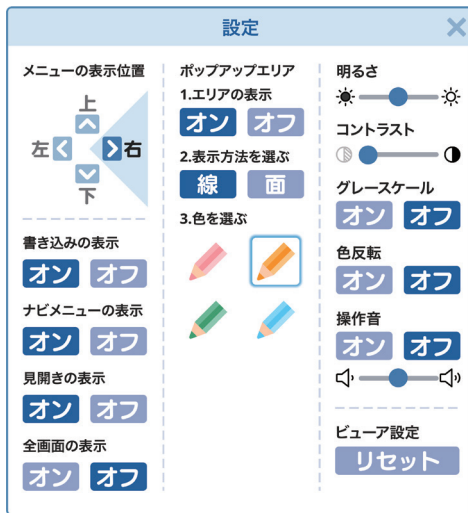 設定
メニューの表示位置
上
左
右
下
書き込みの表示
オン オフ
ナビメニューの表示
オン オフ
見開きの表示
オン オフ
全画面の表示
オン オフ
ポップアップエリア
1.エリアの表示
オン オフ
2.表示方法を選ぶ
線 面
3.色を選ぶ
明るさ
コントラスト
グレースケール
オン オフ
色反転
オン オフ
操作音
オン オフ
ビューア設定
リセット